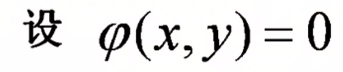 设 φ(x, y) = 0